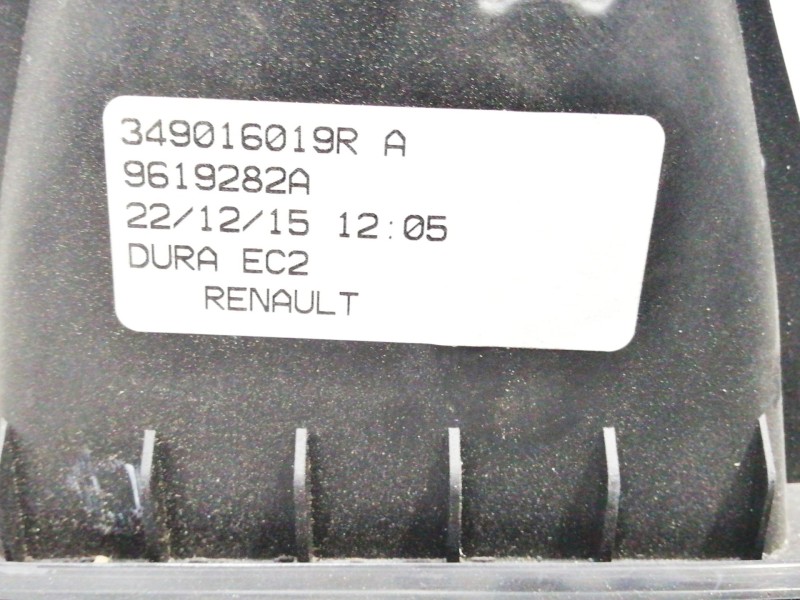 349016019R A
9619282A
22/12/15 12:05
DURA EC2
RENAULT